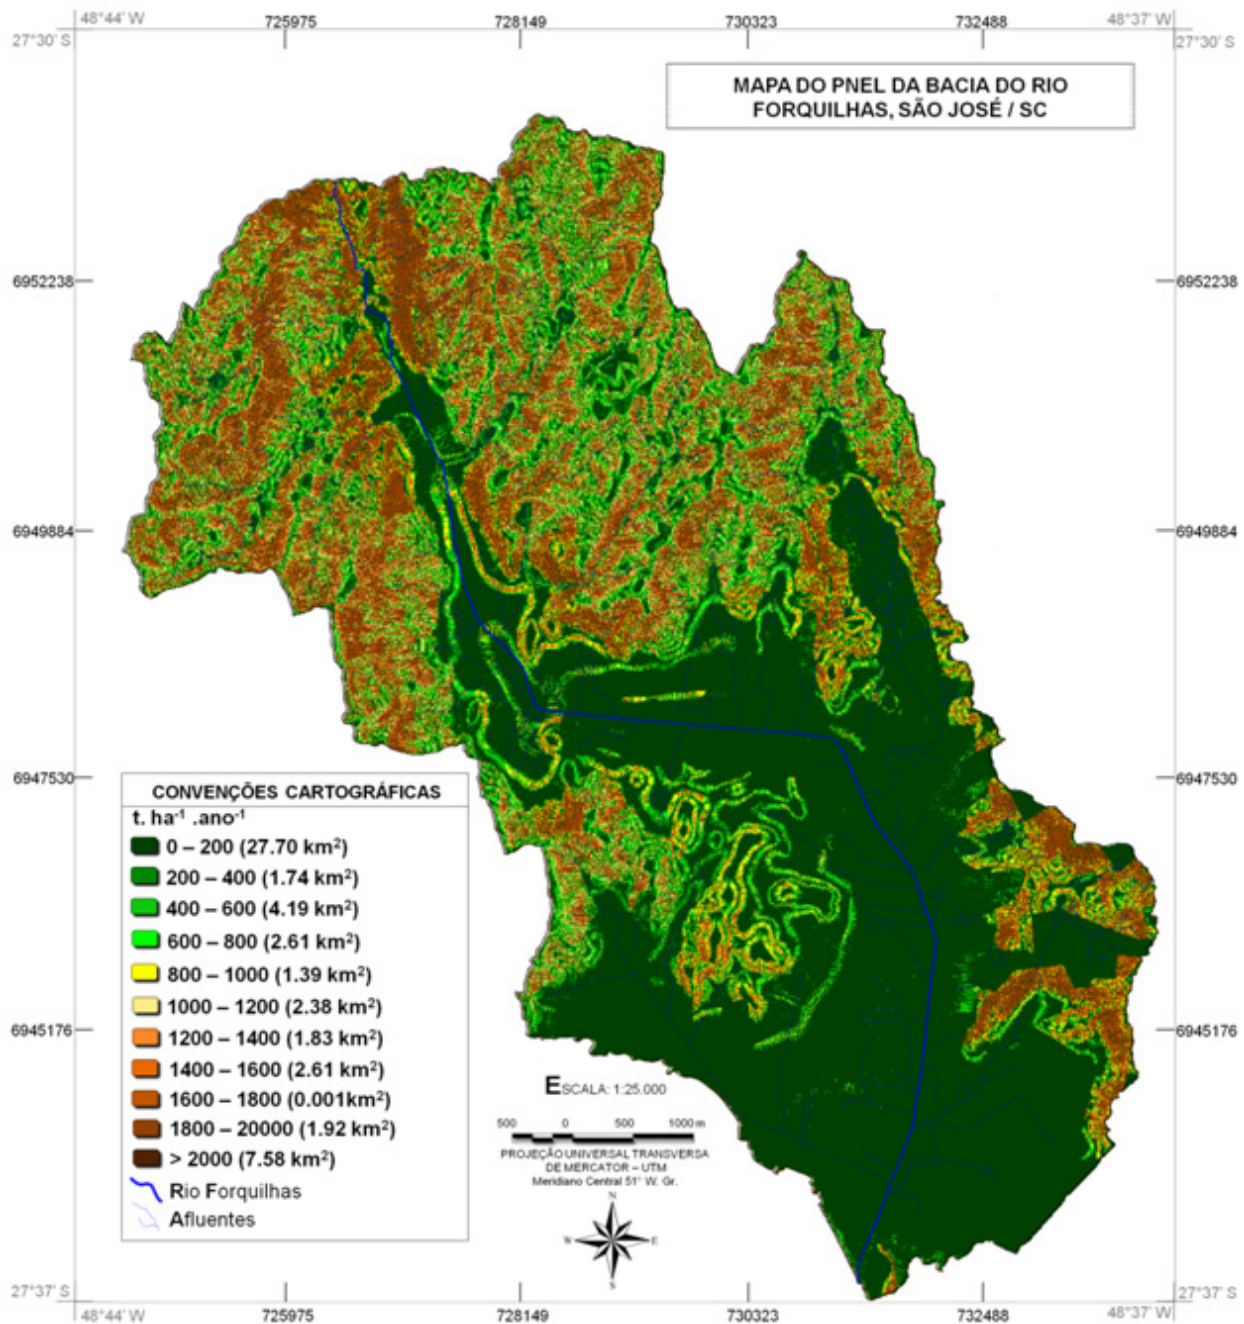 48°44' W 725975 728149 730323 732488 48°37' W
27°30' S 27°30' S
MAPA DO PNEL DA BACIA DO RIO
FORQUILHAS, SÃO JOSÉ / SC
6952238 6952238
6949884 6949884
6947530 6947530
CONVENÇÕES CARTOGRÁFICAS
t. ha⁻¹ .ano⁻¹
0 – 200 (27.70 km²)
200 – 400 (1.74 km²)
400 – 600 (4.19 km²)
600 – 800 (2.61 km²)
800 – 1000 (1.39 km²)
1000 – 1200 (2.38 km²)
1200 – 1400 (1.83 km²)
1400 – 1600 (2.61 km²)
1600 – 1800 (0.001km²)
1800 – 20000 (1.92 km²)
> 2000 (7.58 km²)
Rio Forquilhas
Afluentes
6945176 6945176
ESCALA: 1:25.000
500 0 500 1000 m
PROJEÇÃO UNIVERSAL TRANSVERSA
DE MERCATOR – UTM
Meridiano Central 51° W. Gr.
N
W E
S
27°37' S 27°37' S
48°44' W 725975 728149 730323 732488 48°37' W